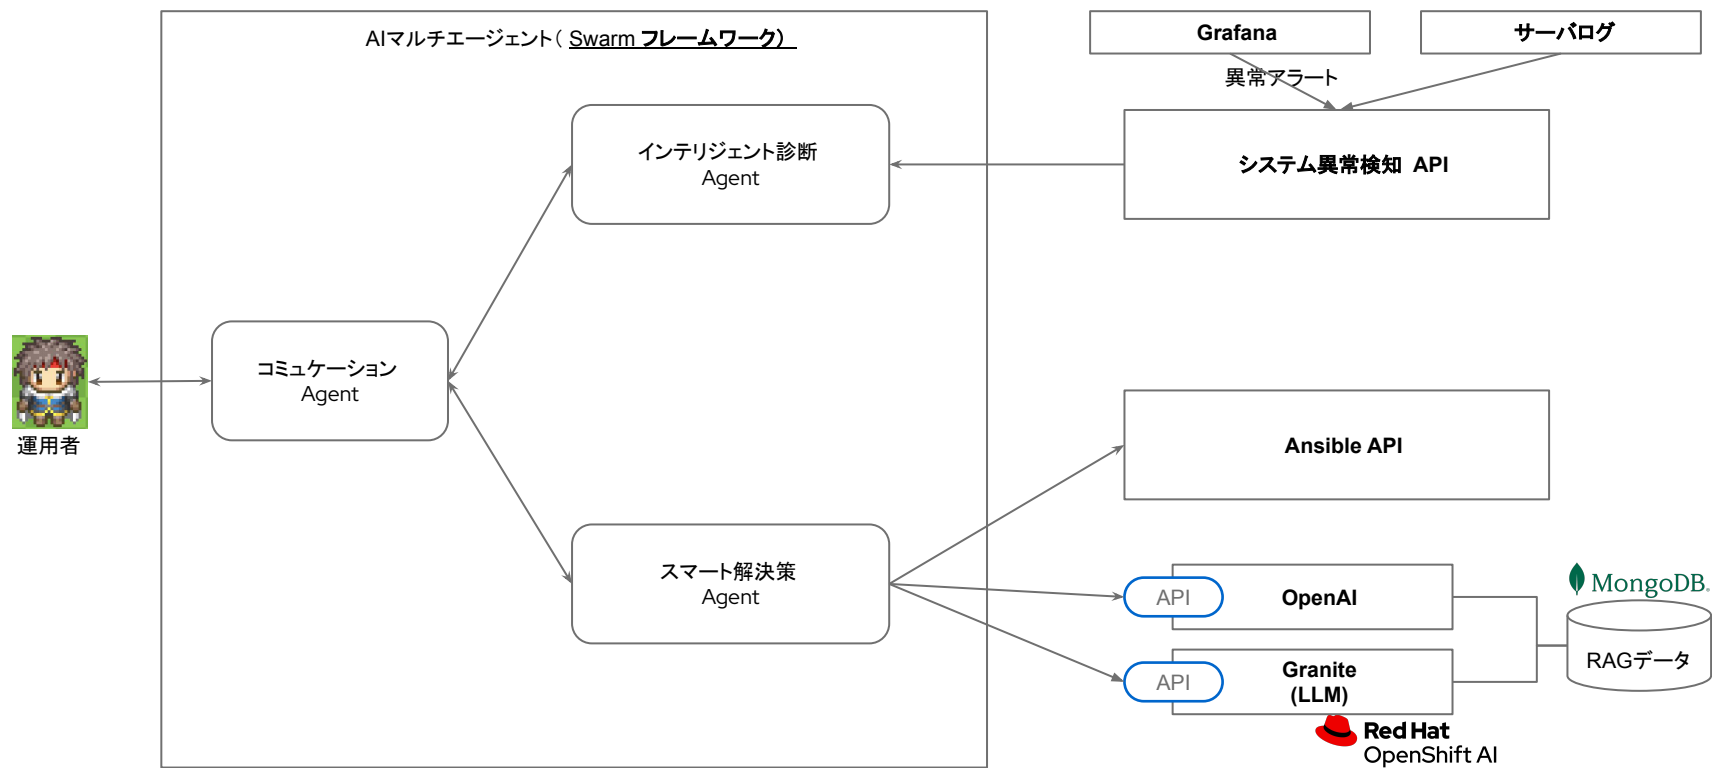 AIマルチエージェント( Swarm フレームワーク)
Grafana
サーバログ
異常アラート
インテリジェント診断
Agent
システム異常検知 API
コミュケーション
Agent
運用者
Ansible API
スマート解決策
Agent
API
OpenAI
MongoDB.
RAGデータ
API
Granite
(LLM)
Red Hat
OpenShift AI